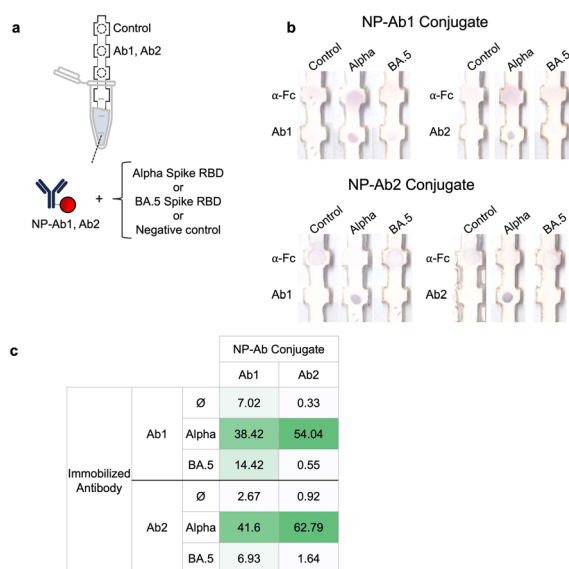 a
Control
Ab1, Ab2
Alpha Spike RBD
or
BA.5 Spike RBD
or
Negative control
+
NP-Ab1, Ab2
b
NP-Ab1 Conjugate
Control Alpha BA.5 Control Alpha BA.5
α-Fc α-Fc
Ab1 Ab2
NP-Ab2 Conjugate
Control Alpha BA.5 Control Alpha BA.5
α-Fc α-Fc
Ab1 Ab2
c
NP-Ab Conjugate
Ab1 Ab2
Immobilized
Antibody
Ab1
Ø 7.02 0.33
Alpha 38.42 54.04
BA.5 14.42 0.55
Ab2
Ø 2.67 0.92
Alpha 41.6 62.79
BA.5 6.93 1.64